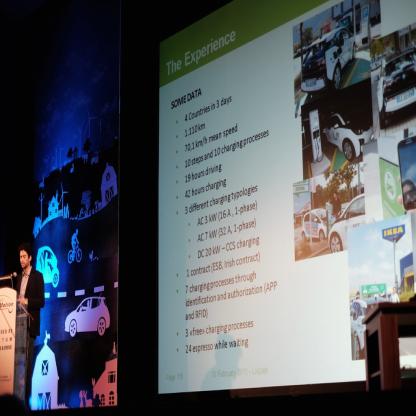 The Experience
SOME DATA
4 Countries in 3 days
1.110 km
70,1 km/h mean speed
10 steps and 10 charging processes
19 hours driving
42 hours charging
3 different charging typologies
AC 3 kW (16 A , 1-phase)
AC 7 kW (32 A, 1-phase)
DC 20 kW – CCS charging
1 contract (ESB, Irish contract)
7 charging processes through
identification and authorization (APP
and RFID)
3 «free» charging processes
24 espresso while waiting
IKEA